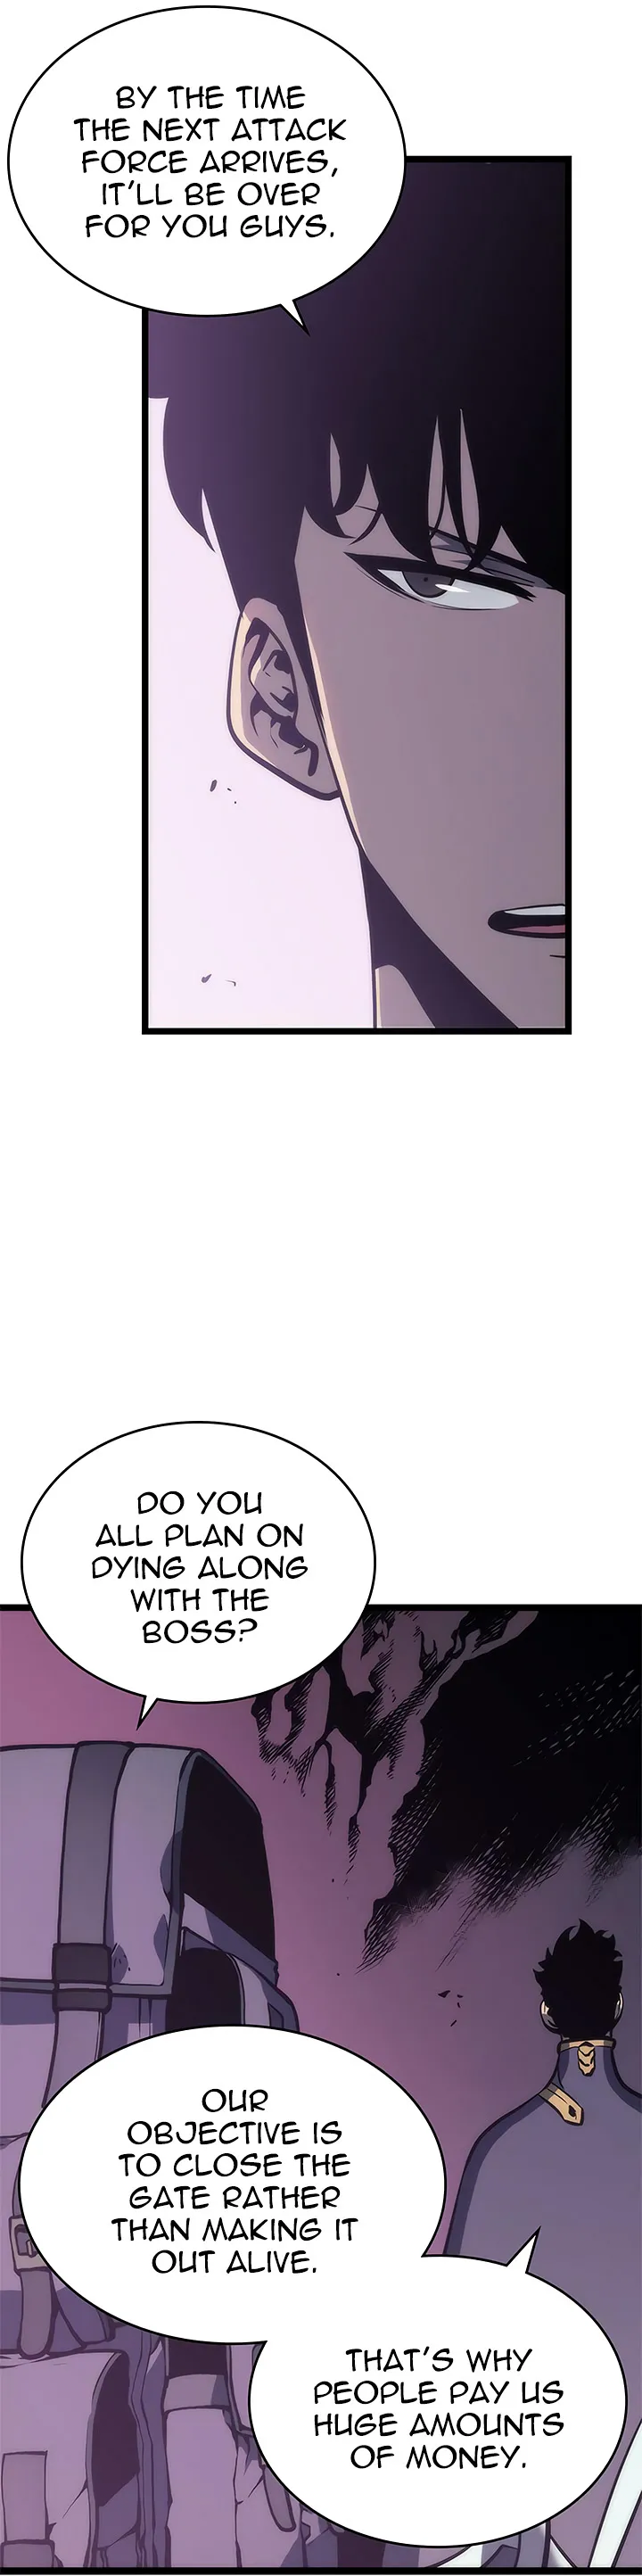 BY THE TIME
THE NEXT ATTACK
FORCE ARRIVES,
IT'LL BE OVER
FOR YOU GUYS.
DO YOU
ALL PLAN ON
DYING ALONG
WITH THE
BOSS?
OUR
OBJECTIVE IS
TO CLOSE THE
GATE RATHER
THAN MAKING IT
OUT ALIVE.
THAT'S WHY
PEOPLE PAY US
HUGE AMOUNTS
OF MONEY.